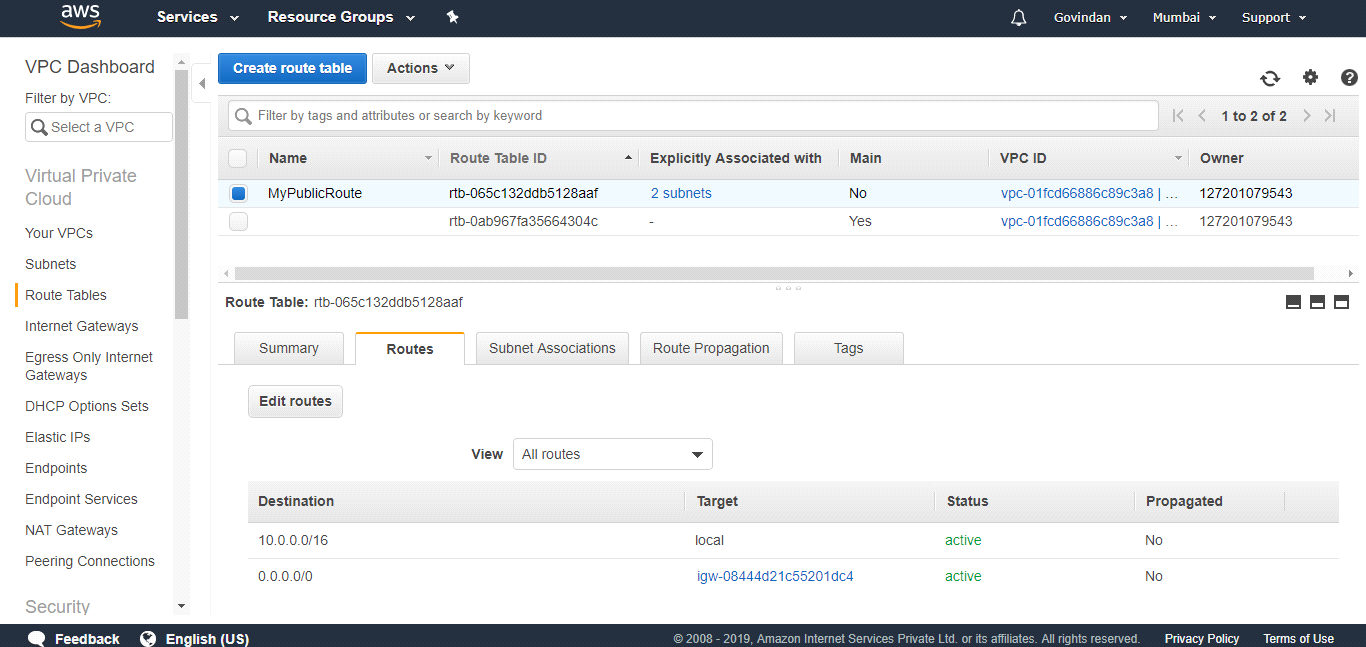 aws Services Resource Groups Govindan Mumbai Support
VPC Dashboard
Filter by VPC:
Select a VPC
Virtual Private
Cloud
Your VPCs
Subnets
Route Tables
Internet Gateways
Egress Only Internet
Gateways
DHCP Options Sets
Elastic IPs
Endpoints
Endpoint Services
NAT Gateways
Peering Connections
Security
Create route table Actions
Filter by tags and attributes or search by keyword 1 to 2 of 2
Name Route Table ID Explicitly Associated with Main VPC ID Owner
MyPublicRoute rtb-065c132ddb5128aaf 2 subnets No vpc-01fcd66886c89c3a8 | ... 127201079543
rtb-0ab967fa35664304c - Yes vpc-01fcd66886c89c3a8 | ... 127201079543
Route Table: rtb-065c132ddb5128aaf
Summary Routes Subnet Associations Route Propagation Tags
Edit routes
View All routes
Destination Target Status Propagated
10.0.0.0/16 local active No
0.0.0.0/0 igw-08444d21c55201dc4 active No
Feedback English (US) © 2008 - 2019, Amazon Internet Services Private Ltd. or its affiliates. All rights reserved. Privacy Policy Terms of Use